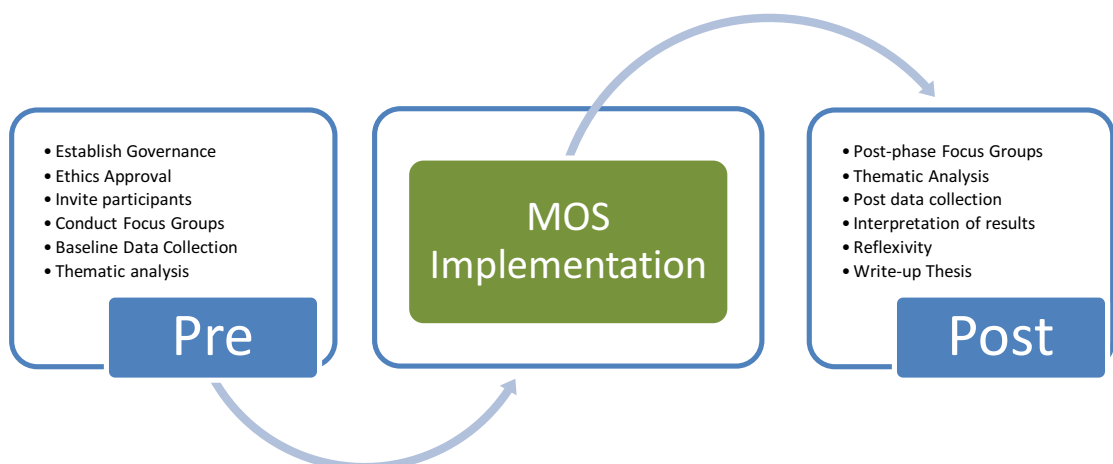 • Establish Governance
• Ethics Approval
• Invite participants
• Conduct Focus Groups
• Baseline Data Collection
• Thematic analysis
Pre
MOS
Implementation
• Post-phase Focus Groups
• Thematic Analysis
• Post data collection
• Interpretation of results
• Reflexivity
• Write-up Thesis
Post